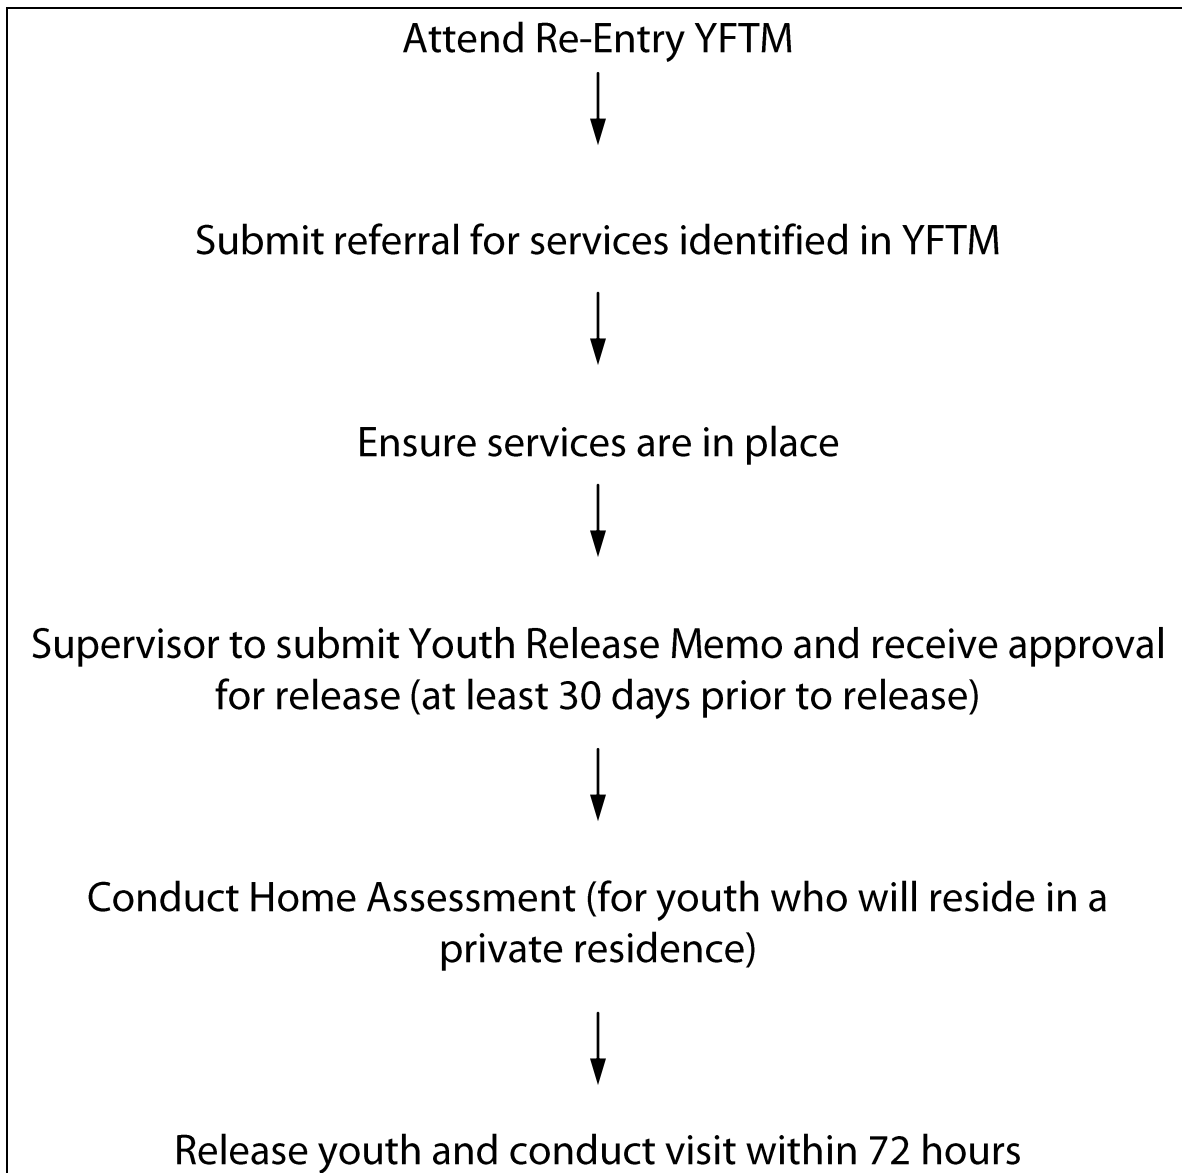 Attend Re-Entry YFTM
Submit referral for services identified in YFTM
Ensure services are in place
Supervisor to submit Youth Release Memo and receive approval
for release (at least 30 days prior to release)
Conduct Home Assessment (for youth who will reside in a
private residence)
Release youth and conduct visit within 72 hours